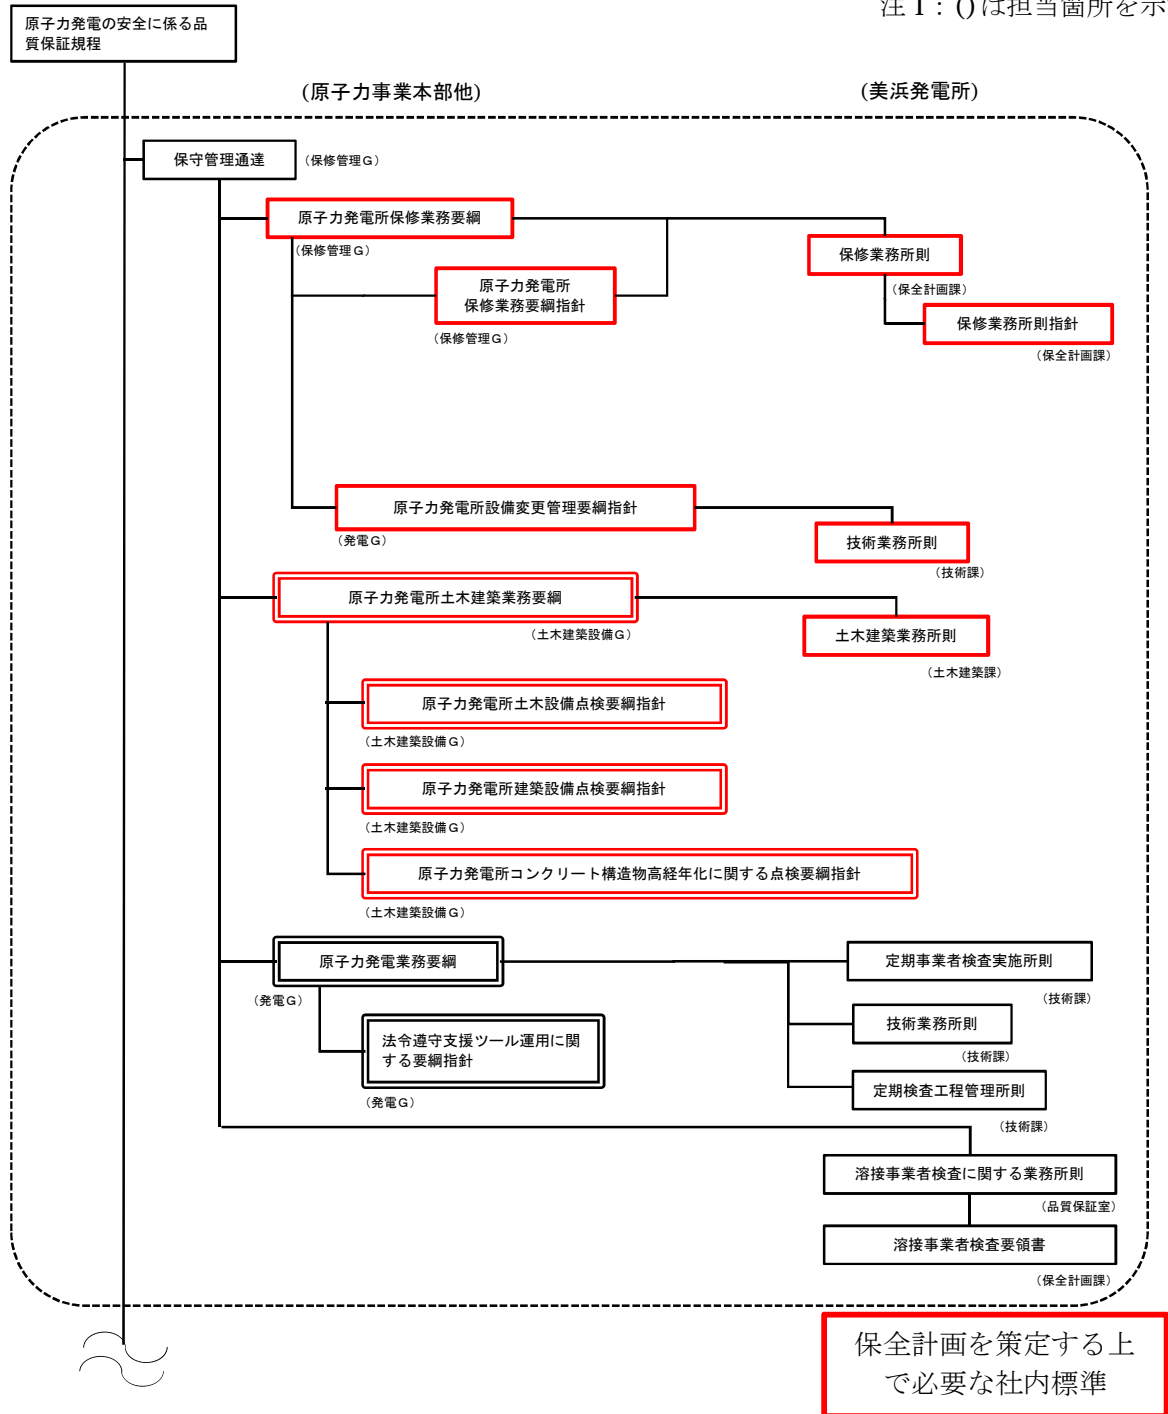 注1：()は担当箇所を示
原子力発電の安全に係る品
質保証規程
(原子力事業本部他)
(美浜発電所)
保守管理通達
（保修管理G）
原子力発電所保修業務要綱
（保修管理G）
保修業務所則
（保全計画課）
原子力発電所
保修業務要綱指針
（保修管理G）
保修業務所則指針
（保全計画課）
原子力発電所設備変更管理要綱指針
（発電G）
技術業務所則
（技術課）
原子力発電所土木建築業務要綱
（土木建築設備G）
土木建築業務所則
（土木建築課）
原子力発電所土木設備点検要綱指針
（土木建築設備G）
原子力発電所建築設備点検要綱指針
（土木建築設備G）
原子力発電所コンクリート構造物高経年化に関する点検要綱指針
（土木建築設備G）
原子力発電業務要綱
（発電G）
定期事業者検査実施所則
（技術課）
法令遵守支援ツール運用に関
する要綱指針
（発電G）
技術業務所則
（技術課）
定期検査工程管理所則
（技術課）
溶接事業者検査に関する業務所則
（品質保証室）
溶接事業者検査要領書
（保全計画課）
保全計画を策定する上
で必要な社内標準